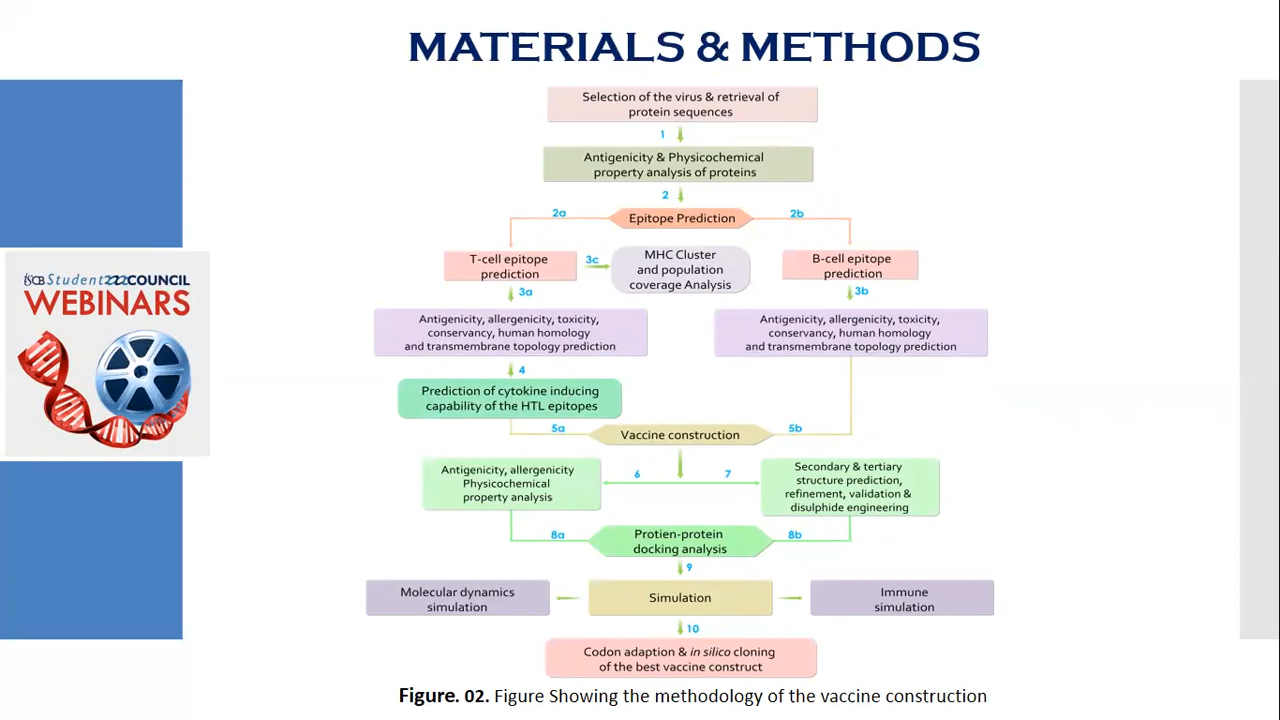 MATERIALS & METHODS
Selection of the virus & retrieval of
protein sequences
1
Antigenicity & Physicochemical
property analysis of proteins
2
2a
Epitope Prediction
2b
T-cell epitope
prediction
3c
MHC Cluster
and population
coverage Analysis
B-cell epitope
prediction
3a
3b
Antigenicity, allergenicity, toxicity,
conservancy, human homology
and transmembrane topology prediction
Antigenicity, allergenicity, toxicity,
conservancy, human homology
and transmembrane topology prediction
4
Prediction of cytokine inducing
capability of the HTL epitopes
5a
Vaccine construction
5b
Antigenicity, allergenicity
Physicochemical
property analysis
6
7
Secondary & tertiary
structure prediction,
refinement, validation &
disulphide engineering
8a
Protien-protein
docking analysis
8b
9
Molecular dynamics
simulation
Simulation
Immune
simulation
10
Codon adaption & in silico cloning
of the best vaccine construct
Figure. 02. Figure Showing the methodology of the vaccine construction
Student COUNCIL
WEBINARS